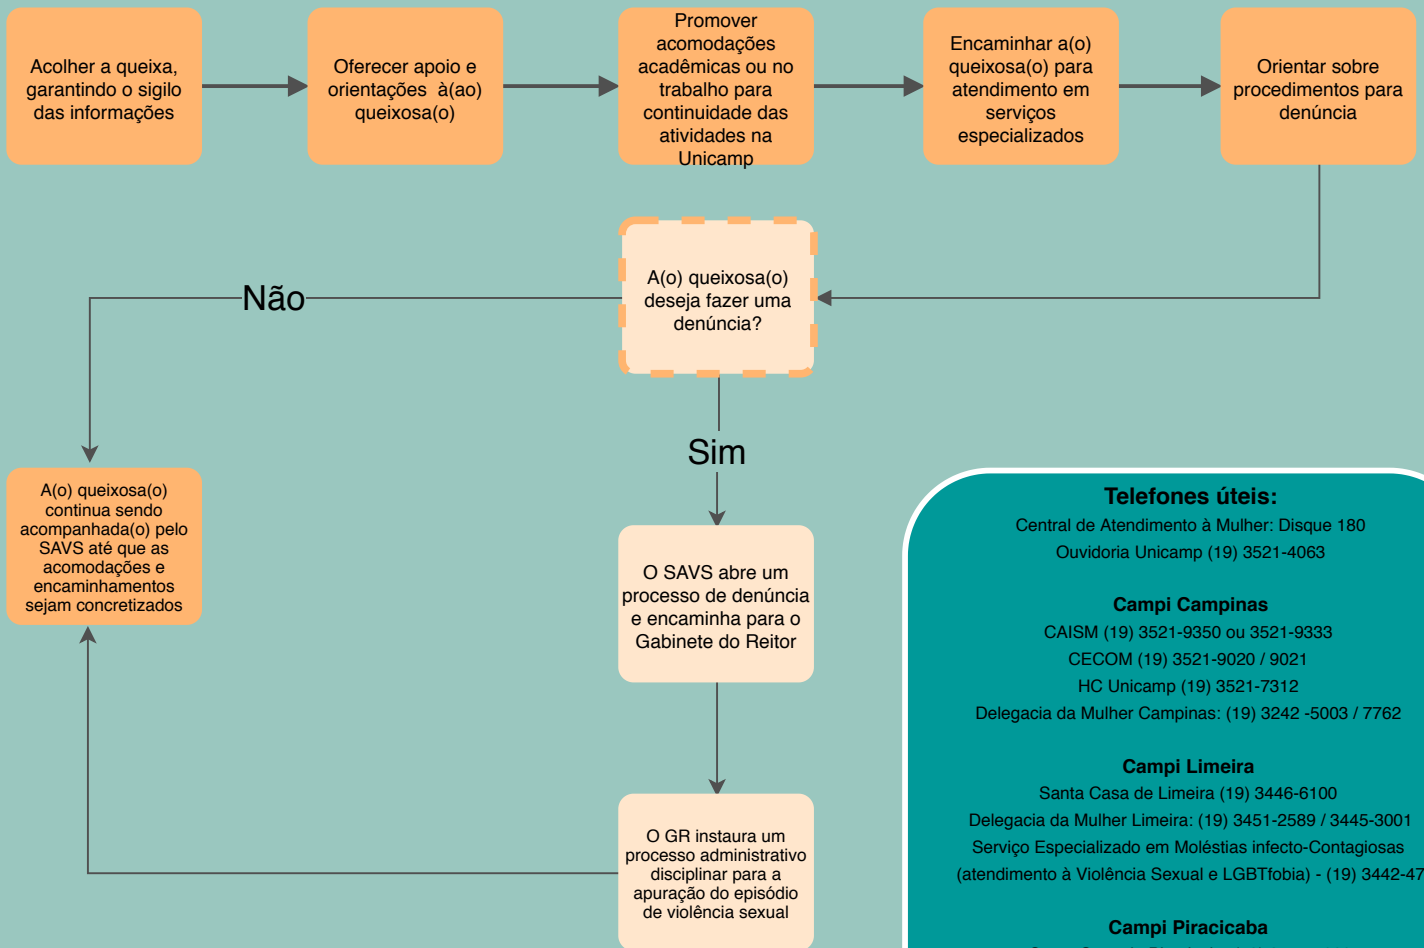 Acolher a queixa,
garantindo o sigilo
das informações
Oferecer apoio e
orientações à(ao)
queixosa(o)
Promover
acomodações
acadêmicas ou no
trabalho para
continuidade das
atividades na
Unicamp
Encaminhar a(o)
queixosa(o) para
atendimento em
serviços
especializados
Orientar sobre
procedimentos para
denúncia
A(o) queixosa(o)
deseja fazer uma
denúncia?
Não
Sim
A(o) queixosa(o)
continua sendo
acompanhada(o) pelo
SAVS até que as
acomodações e
encaminhamentos
sejam concretizados
O SAVS abre um
processo de denúncia
e encaminha para o
Gabinete do Reitor
O GR instaura um
processo administrativo
disciplinar para a
apuração do episódio
de violência sexual
Telefones úteis:
Central de Atendimento à Mulher: Disque 180
Ouvidoria Unicamp (19) 3521-4063
Campi Campinas
CAISM (19) 3521-9350 ou 3521-9333
CECOM (19) 3521-9020 / 9021
HC Unicamp (19) 3521-7312
Delegacia da Mulher Campinas: (19) 3242 -5003 / 7762
Campi Limeira
Santa Casa de Limeira (19) 3446-6100
Delegacia da Mulher Limeira: (19) 3451-2589 / 3445-3001
Serviço Especializado em Moléstias infecto-Contagiosas
(atendimento à Violência Sexual e LGBTfobia) - (19) 3442-47
Campi Piracicaba